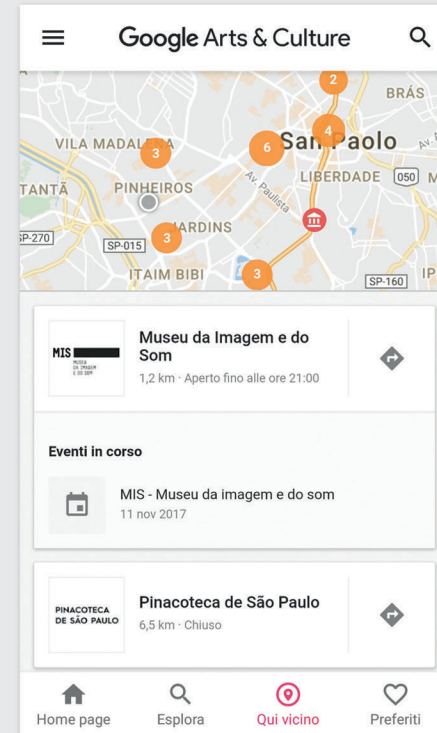 Google Arts & Culture
2
BRÁS
4
VILA MADALENA
3
6
San Paolo
Av.
LIBERDADE
050
TANTÃ
PINHEIROS
Av. Paulista
SP-270
3
JARDINS
SP-015
ITAIM BIBI
3
SP-160
IP
Museu da Imagem e do
Som
MIS
MUSEU
DA IMAGEM
E DO SOM
1,2 km · Aperto fino alle ore 21:00
Eventi in corso
MIS - Museu da imagem e do som
11 nov 2017
PINACOTECA
DE SÃO PAULO
Pinacoteca de São Paulo
6,5 km · Chiuso
Home page
Esplora
Qui vicino
Preferiti